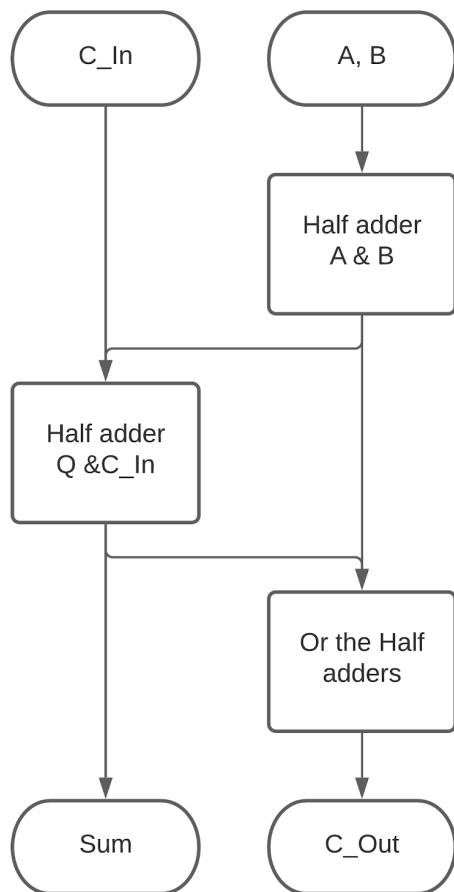 C_In
A, B
Half adder
A & B
Half adder
Q &C_In
Or the Half
adders
Sum
C_Out